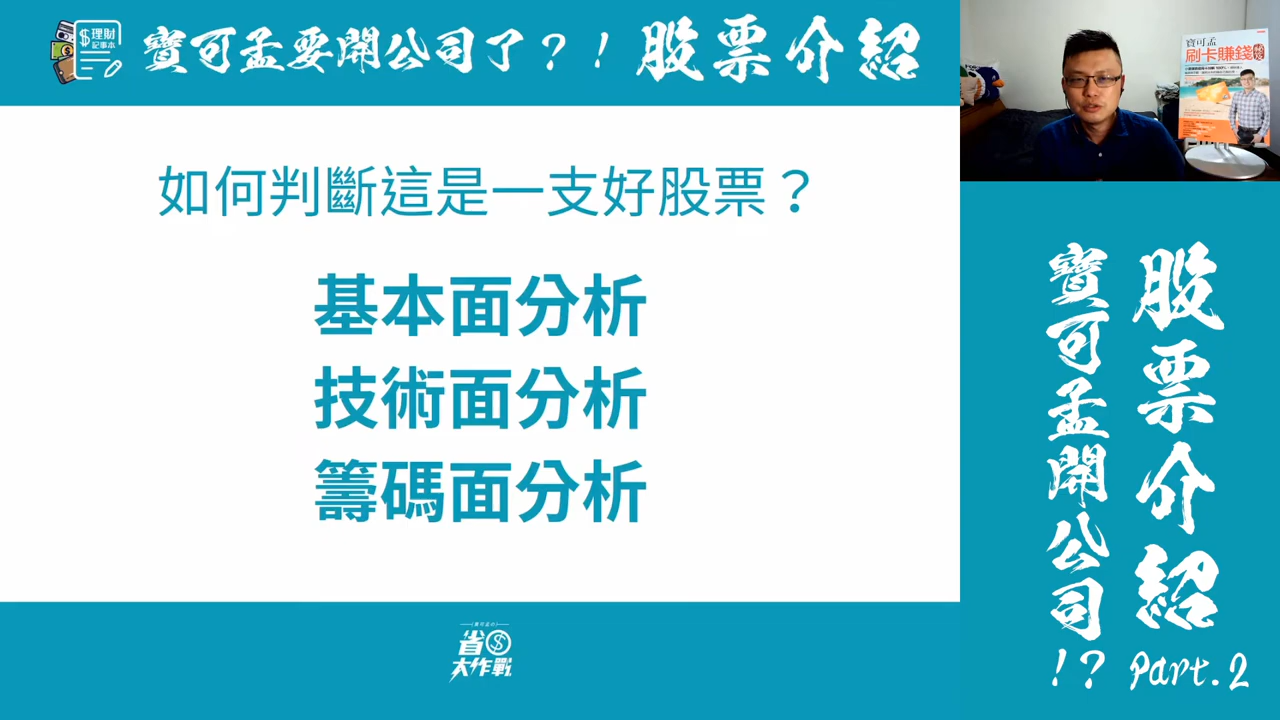 $理財
記事本
寶可孟要開公司了？！股票介紹
如何判斷這是一支好股票？
基本面分析
技術面分析
籌碼面分析
寶可孟
刷卡賺錢
股票介紹
Part.2
寶可孟開公司!?
省$
大作戰